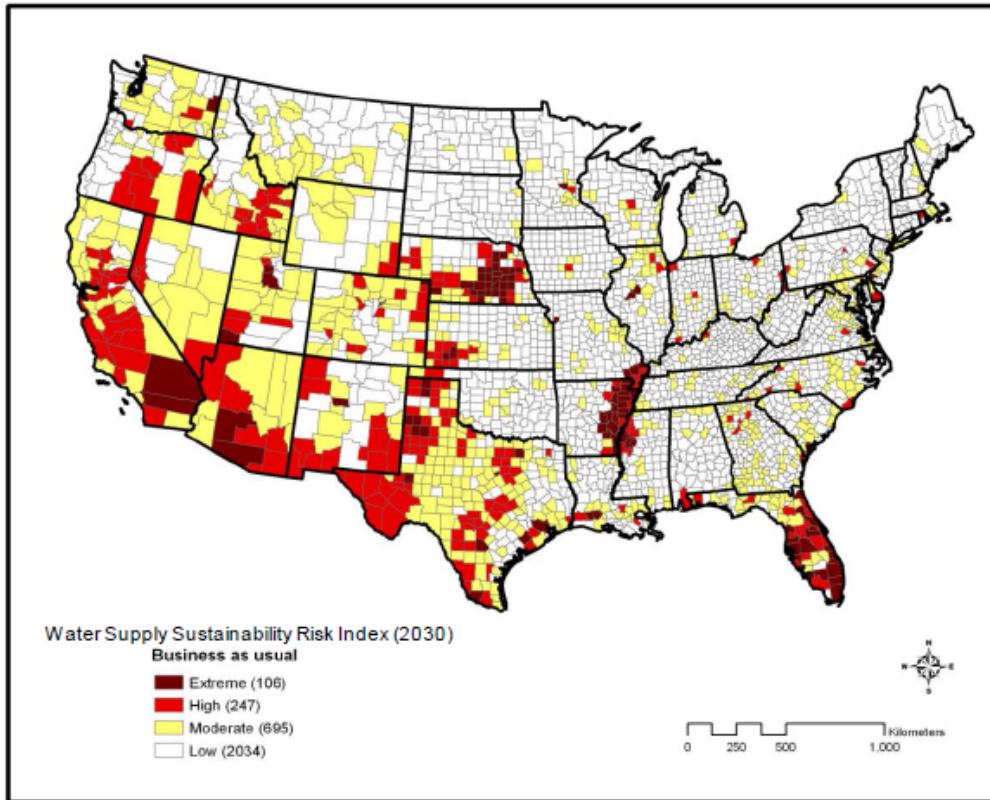 Water Supply Sustainability Risk Index (2030)
Business as usual
Extreme (106)
High (247)
Moderate (695)
Low (2034)
N
W E
S
Kilometers
0 250 500 1,000